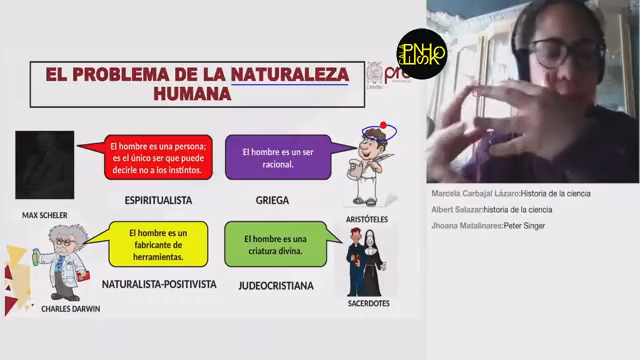 EL PROBLEMA DE LA NATURALEZA
HUMANA
El hombre es una persona;
es el único ser que puede
decirle no a los instintos.
El hombre es un ser
racional.
ESPIRITUALISTA
GRIEGA
MAX SCHELER
ARISTÓTELES
El hombre es un
fabricante de
herramientas.
El hombre es una
criatura divina.
NATURALISTA-POSITIVISTA
JUDEOCRISTIANA
CHARLES DARWIN
SACERDOTES
Marcela Carbajal Lázaro:Historia de la ciencia
Albert Salazar:historia de la ciencia
Jhoana Matalinares:Peter Singer